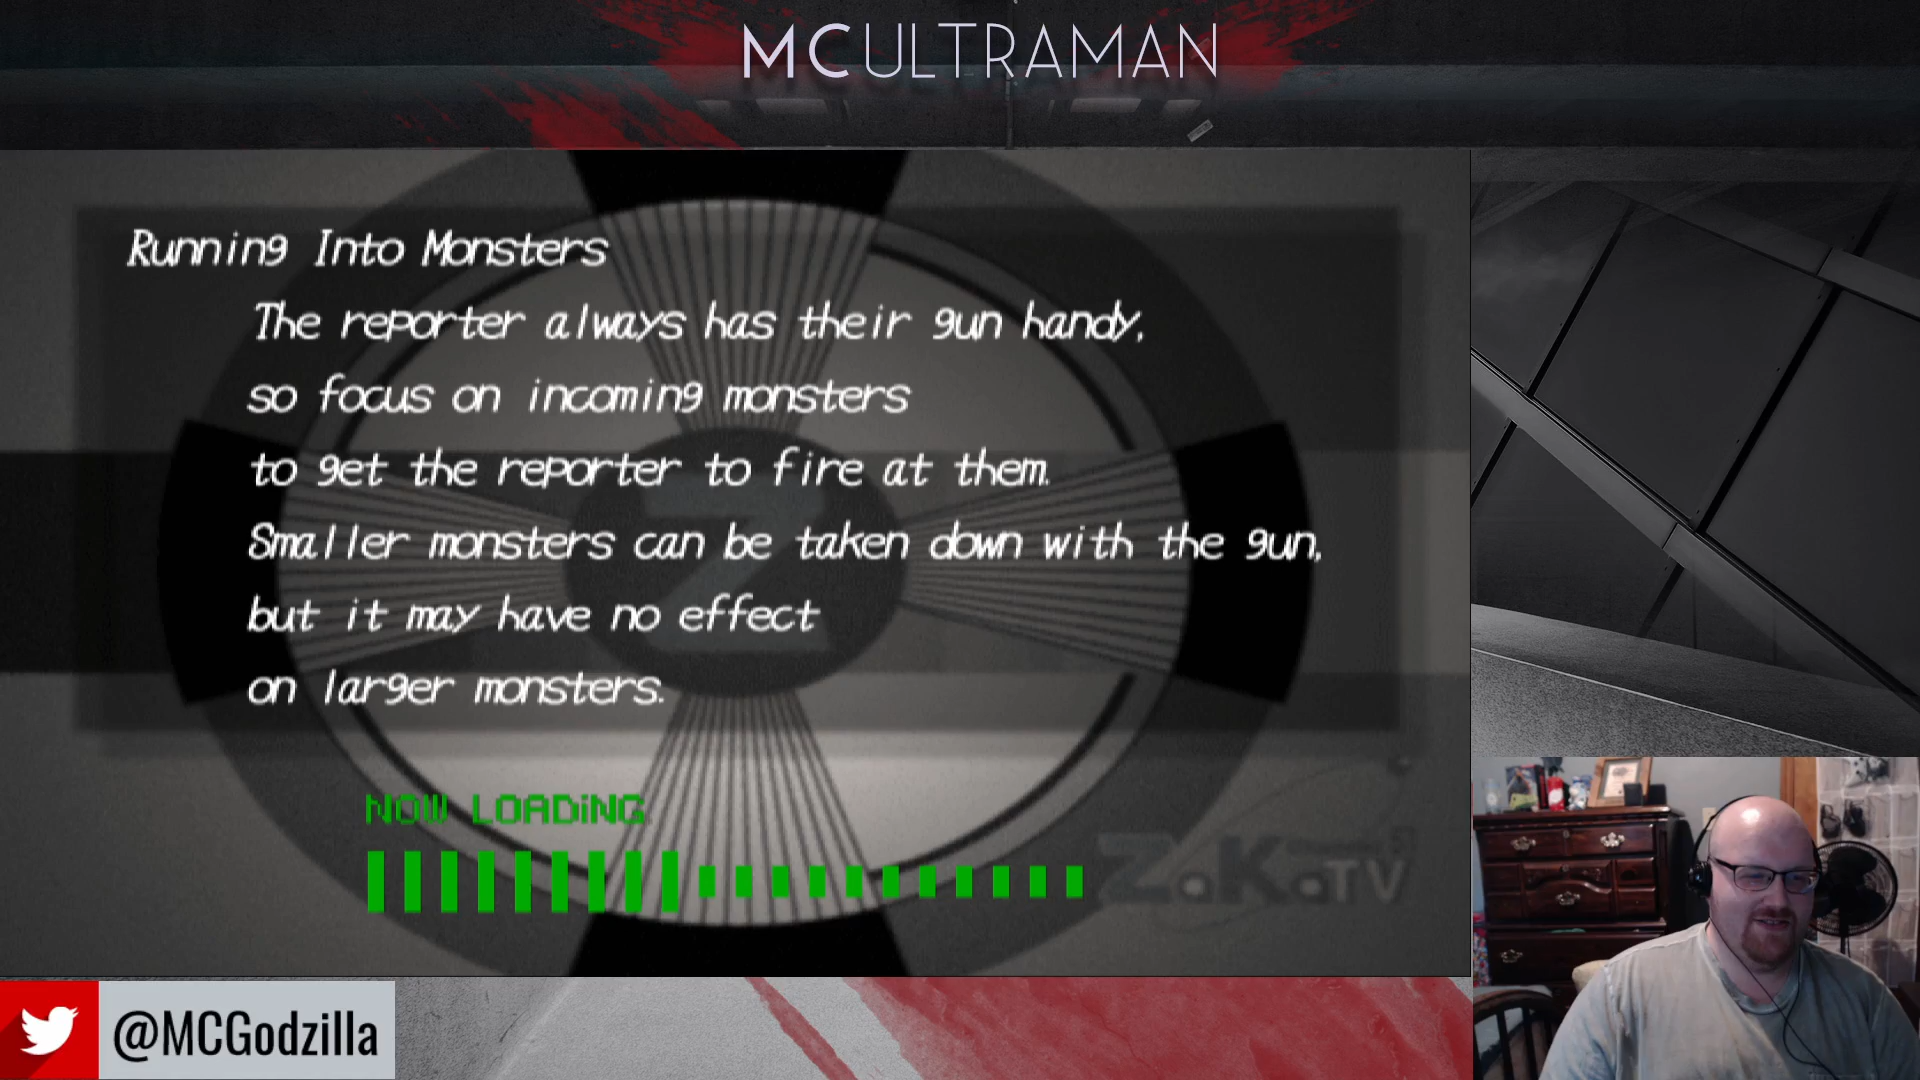 MCULTRAMAN
Running Into Monsters
The reporter always has their gun handy,
so focus on incoming monsters
to get the reporter to fire at them.
Smaller monsters can be taken down with the gun,
but it may have no effect
on larger monsters.
NOW LOADiNG
ZaKaTV
@MCGodzilla